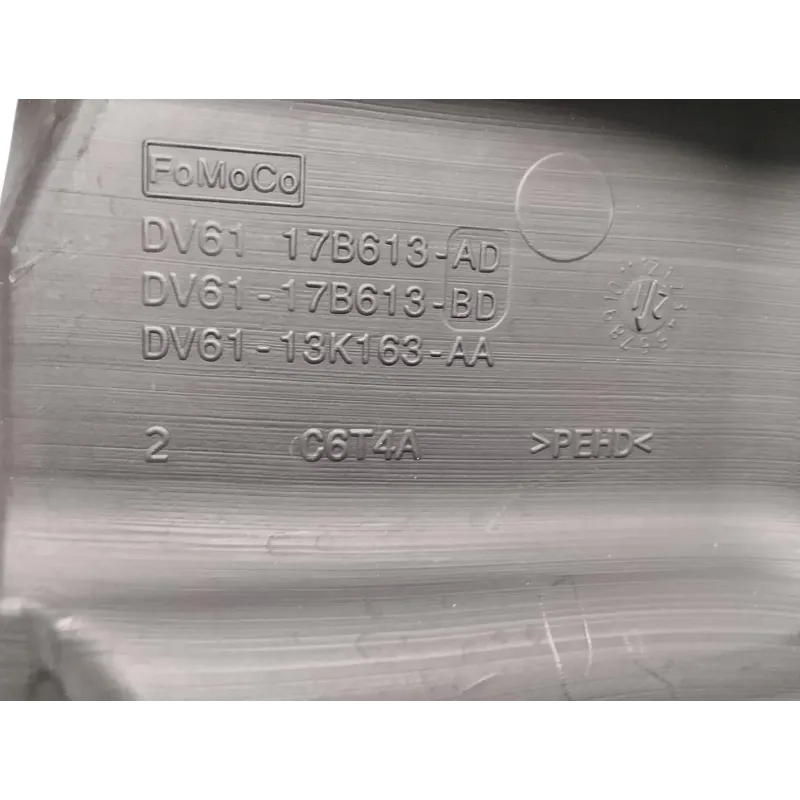 FoMoCo
DV61 17B613-AD
DV61-17B613-BD
DV61-13K163-AA
2 C6T4A >PEHD<